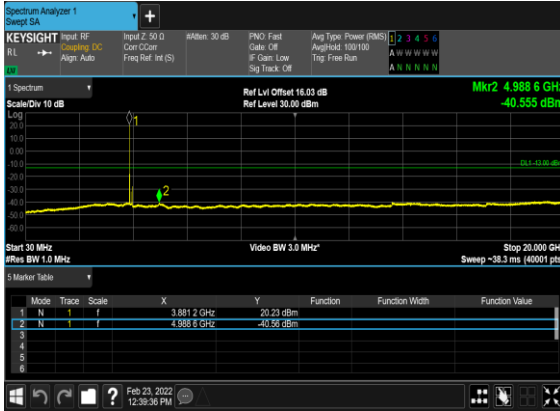 Spectrum Analyzer 1
Swept SA
+
KEYSIGHT
RL
Input: RF
Coupling: DC
Align: Auto
Input Z: 50 Ω
Corr CCorr
Freq Ref: Int (S)
#Atten: 30 dB
PNO: Fast
Gate: Off
IF Gain: Low
Sig Track: Off
Avg Type: Power (RMS)
Avg|Hold: 100/100
Trig: Free Run
1 2 3 4 5 6
A W W W W W
A N N N N N
1 Spectrum
Scale/Div 10 dB
Ref Lvl Offset 16.03 dB
Ref Level 30.00 dBm
Mkr2 4.988 6 GHz
-40.555 dBm
Log
20.0
10.0
0.00
-10.0
-20.0
-30.0
-40.0
-50.0
-60.0
1
2
DL1 -13.00 dBm
Start 30 MHz
#Res BW 1.0 MHz
Video BW 3.0 MHz*
Stop 20.000 GH
Sweep ~38.3 ms (40001 pts
5 Marker Table
Mode Trace Scale X Y Function Function Width Function Value
1 N 1 f 3.881 2 GHz 20.23 dBm
2 N 1 f 4.988 6 GHz -40.56 dBm
3
4
5
6
?
Feb 23, 2022
12:39:36 PM